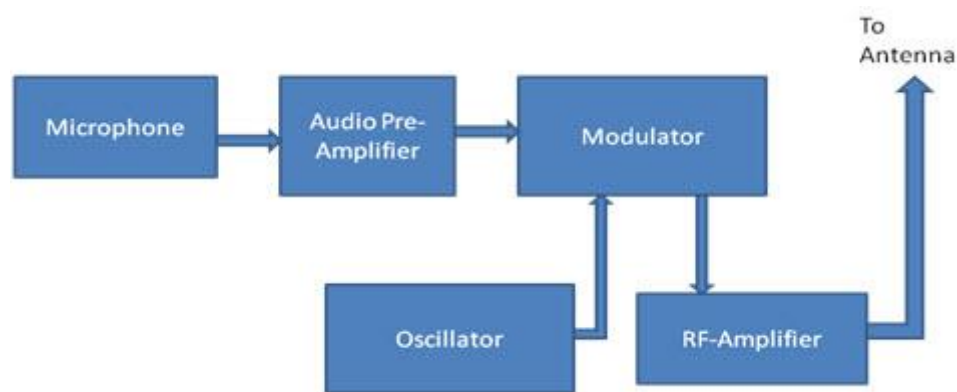 To
Antenna
Microphone
Audio Pre-
Amplifier
Modulator
Oscillator
RF-Amplifier